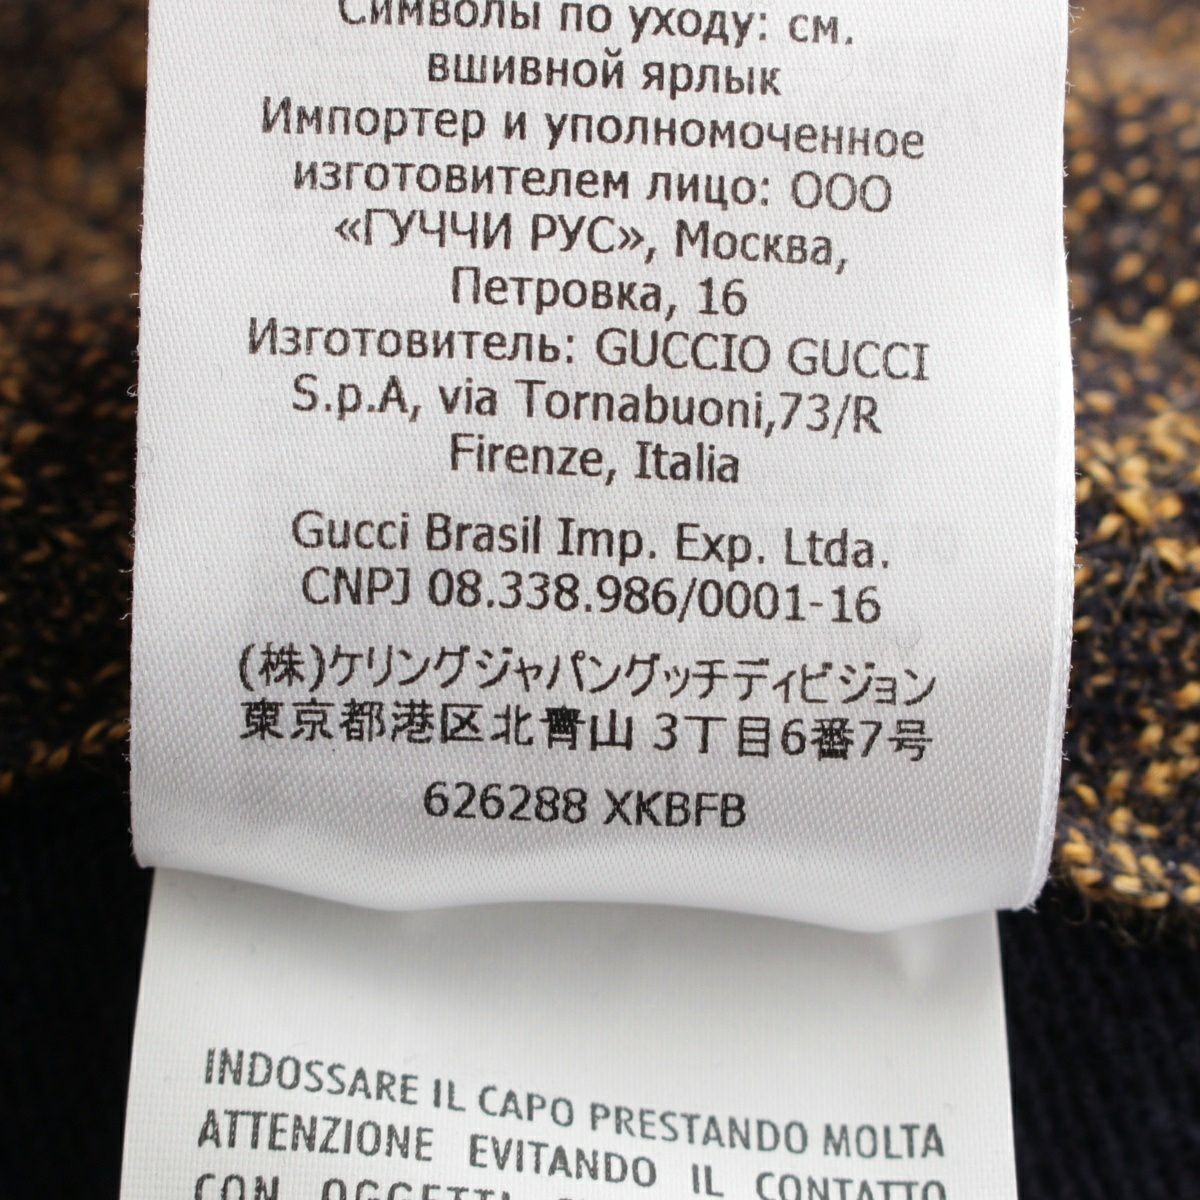 Символы по уходу: см.
вшивной ярлык
Импортер и уполномоченное
изготовителем лицо: ООО
«ГУЧЧИ РУС», Москва,
Петровка, 16
Изготовитель: GUCCIO GUCCI
S.p.A, via Tornabuoni,73/R
Firenze, Italia
Gucci Brasil Imp. Exp. Ltda.
CNPJ 08.338.986/0001-16
(株)ケリングジャパングッチディビジョン
東京都港区北青山 3丁目6番7号
626288 XKBFB
INDOSSARE IL CAPO PRESTANDO MOLTA
ATTENZIONE EVITANDO IL CONTATTO
CON OGGETTI